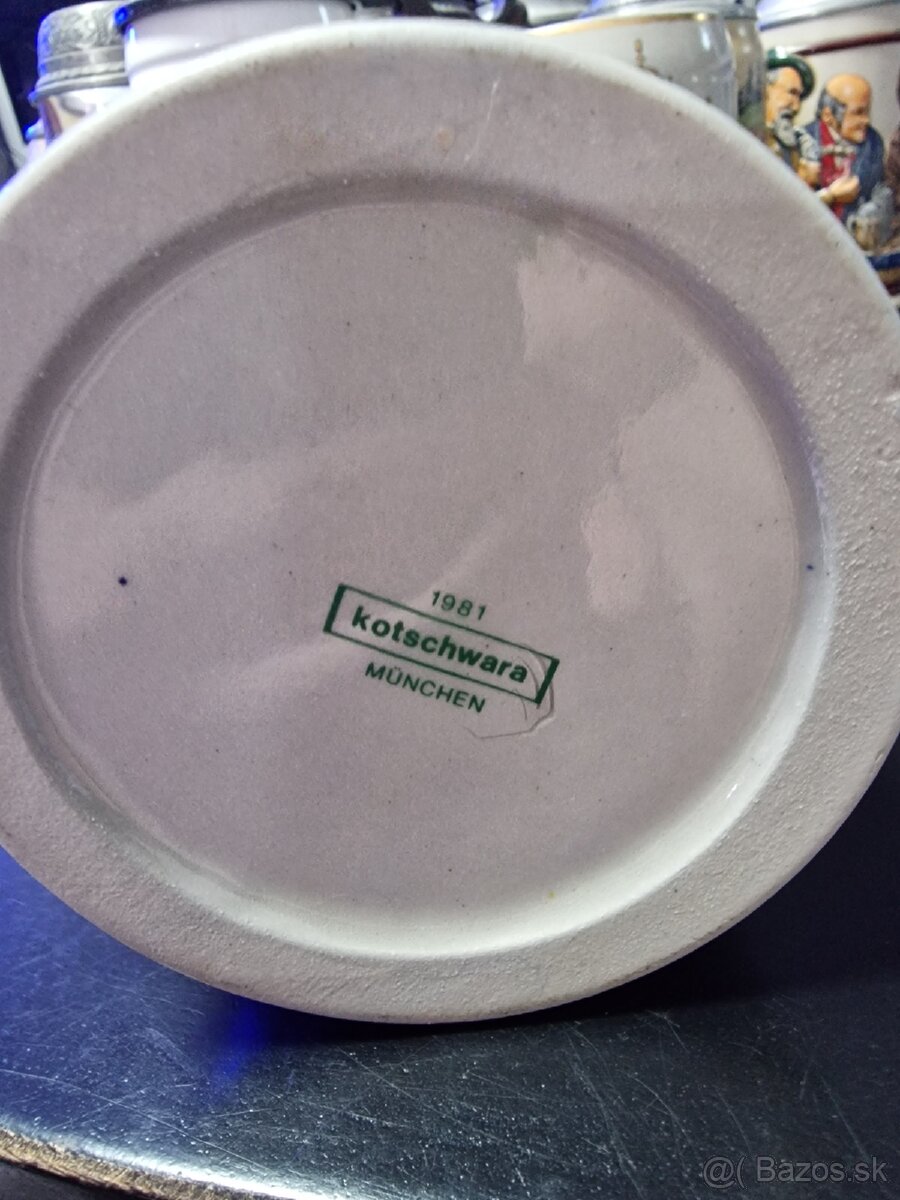 1981
kotschwara
MÜNCHEN
@( Bazos.sk